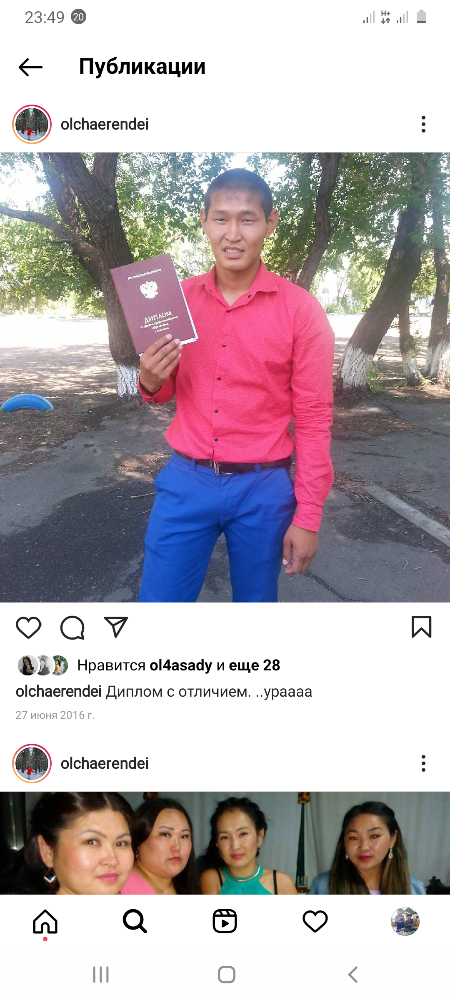 23:49 20 H+
Публикации
olchaerendei
РОССИЙСКАЯ ФЕДЕРАЦИЯ
ДИПЛОМ
о среднем профессиональном
образовании
с отличием
Нравится ol4asady и еще 28
olchaerendei Диплом с отличием. ..ураааа
27 июня 2016 г.
olchaerendei